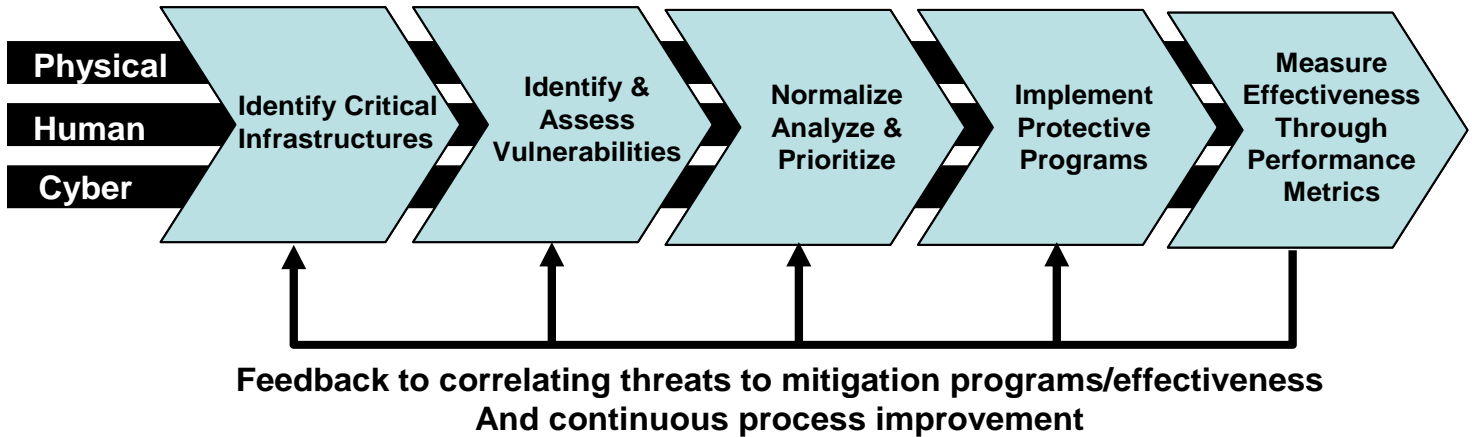 Physical
Human
Cyber
Identify Critical
Infrastructures
Identify &
Assess
Vulnerabilities
Normalize
Analyze &
Prioritize
Implement
Protective
Programs
Measure
Effectiveness
Through
Performance
Metrics
Feedback to correlating threats to mitigation programs/effectiveness
And continuous process improvement